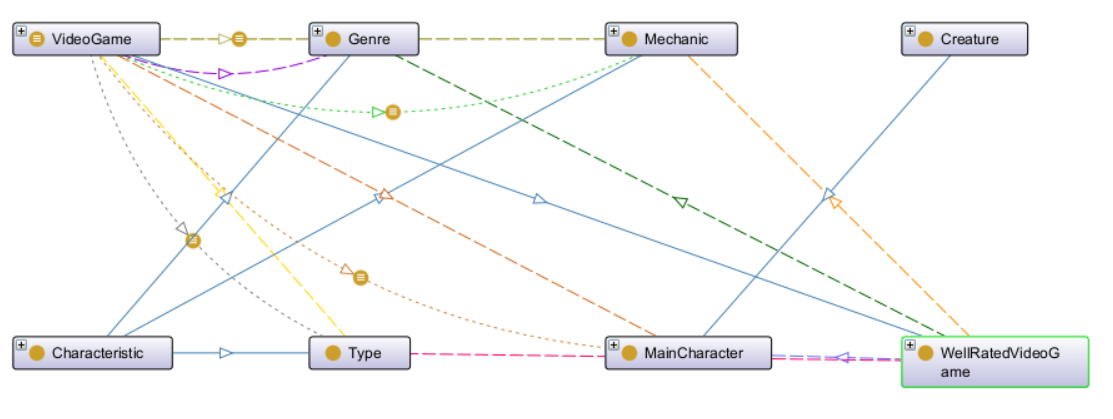 VideoGame
Genre
Mechanic
Creature
Characteristic
Type
MainCharacter
WellRatedVideoG
ame